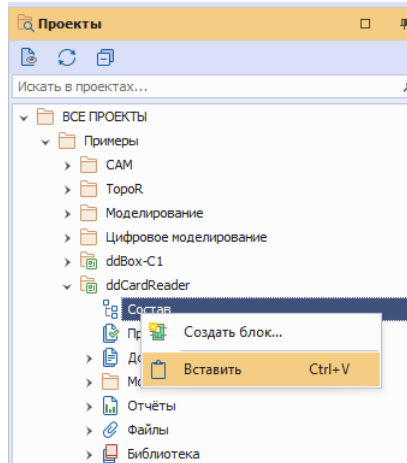 Проекты
Искать в проектах...
ВСЕ ПРОЕКТЫ
Примеры
CAM
TopoR
Моделирование
Цифровое моделирование
ddBox-C1
ddCardReader
Состав
Создать блок...
Вставить Ctrl+V
Отчёты
Файлы
Библиотека